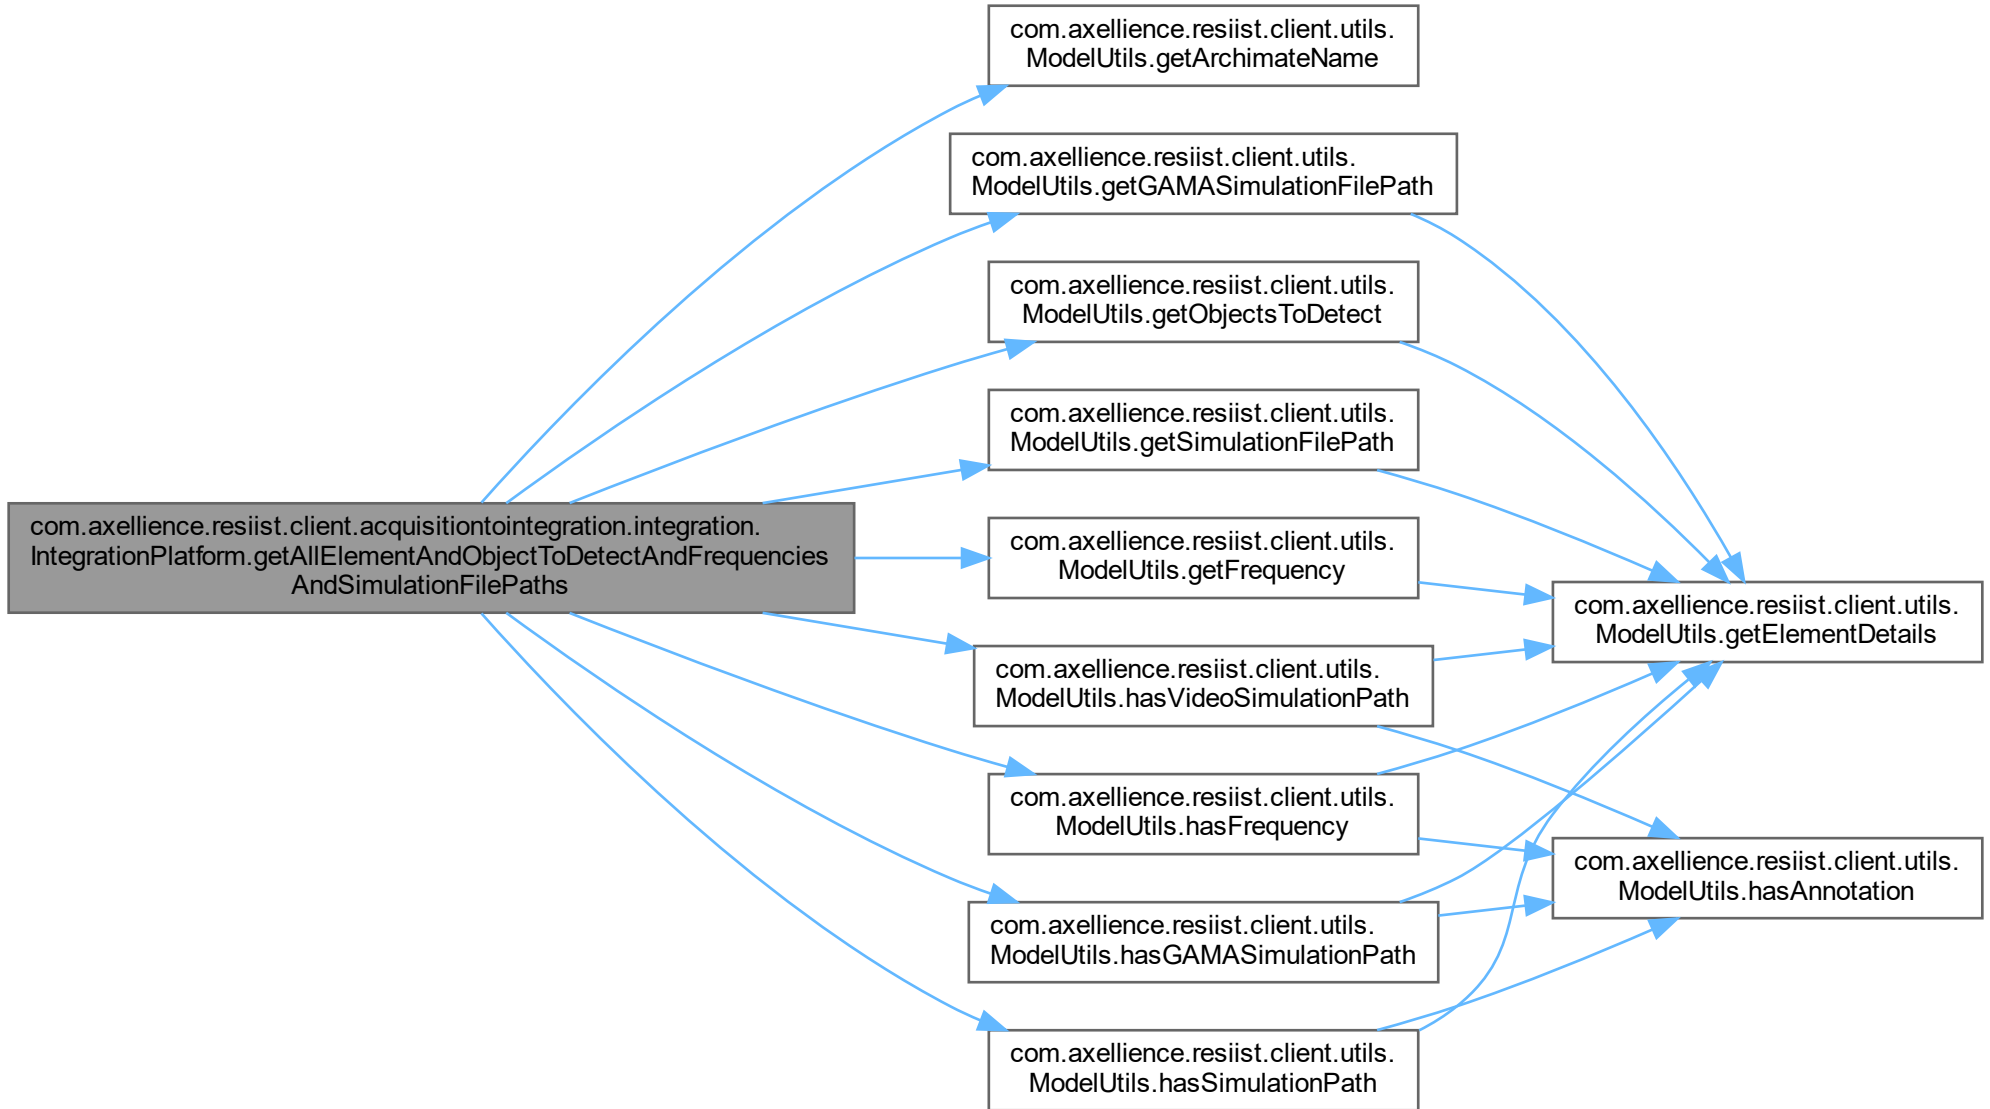 com.axellience.resiist.client.utils.
ModelUtils.getArchimateName
com.axellience.resiist.client.utils.
ModelUtils.getGAMASimulationFilePath
com.axellience.resiist.client.utils.
ModelUtils.getObjectsToDetect
com.axellience.resiist.client.utils.
ModelUtils.getSimulationFilePath
com.axellience.resiist.client.acquisitiontointegration.integration.
IntegrationPlatform.getAllElementAndObjectToDetectAndFrequencies
AndSimulationFilePaths
com.axellience.resiist.client.utils.
ModelUtils.getFrequency
com.axellience.resiist.client.utils.
ModelUtils.getElementDetails
com.axellience.resiist.client.utils.
ModelUtils.hasVideoSimulationPath
com.axellience.resiist.client.utils.
ModelUtils.hasFrequency
com.axellience.resiist.client.utils.
ModelUtils.hasAnnotation
com.axellience.resiist.client.utils.
ModelUtils.hasGAMASimulationPath
com.axellience.resiist.client.utils.
ModelUtils.hasSimulationPath